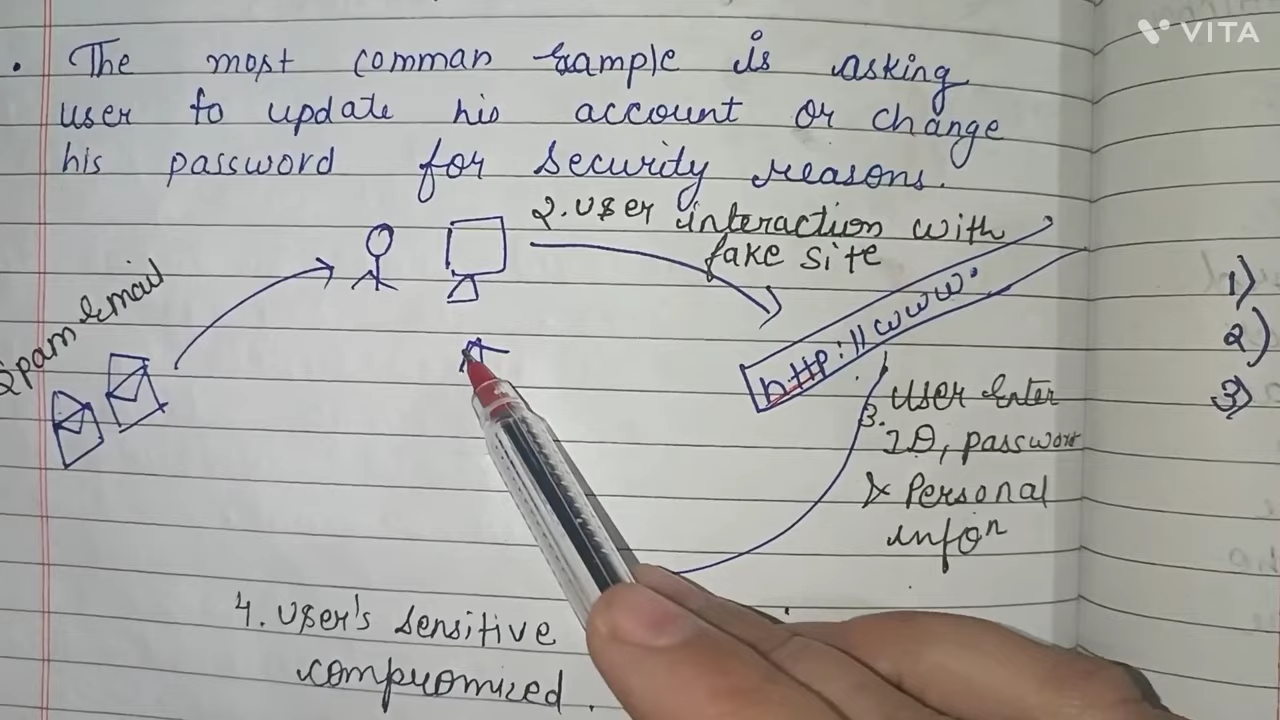 VITA
. The most comman Example is asking
user to update his account or change
his password for security reasons.
2. User interaction with
fake site
Spam Email
http://www.
3. User Enter
ID, password
& Personal
infoⁿ
4. User's sensitive
compromized.
1)
2)
3)